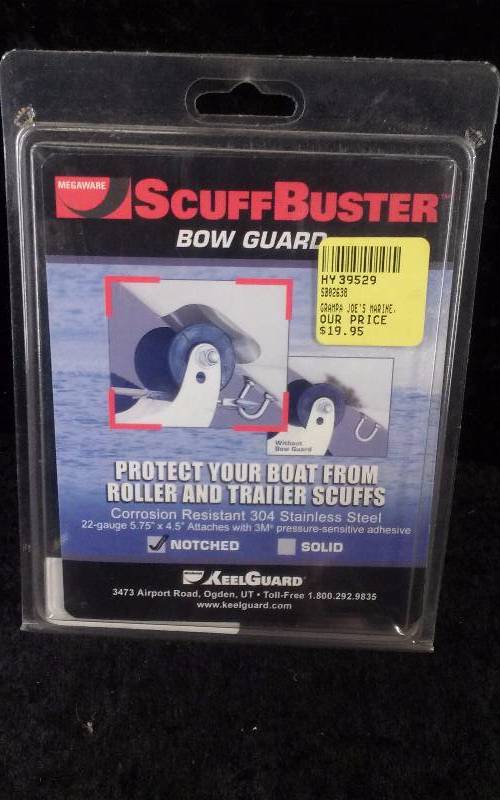 MEGAWARE
SCUFFBUSTER™
BOW GUARD
HY 39529
SB02638
GRAMPA JOE'S MARINE,
OUR PRICE
$19.95
Without
Bow Guard
PROTECT YOUR BOAT FROM
ROLLER AND TRAILER SCUFFS
Corrosion Resistant 304 Stainless Steel
22-gauge 5.75" x 4.5" Attaches with 3M® pressure-sensitive adhesive
NOTCHED SOLID
KEELGUARD®
3473 Airport Road, Ogden, UT • Toll-Free 1.800.292.9835
www.keelguard.com